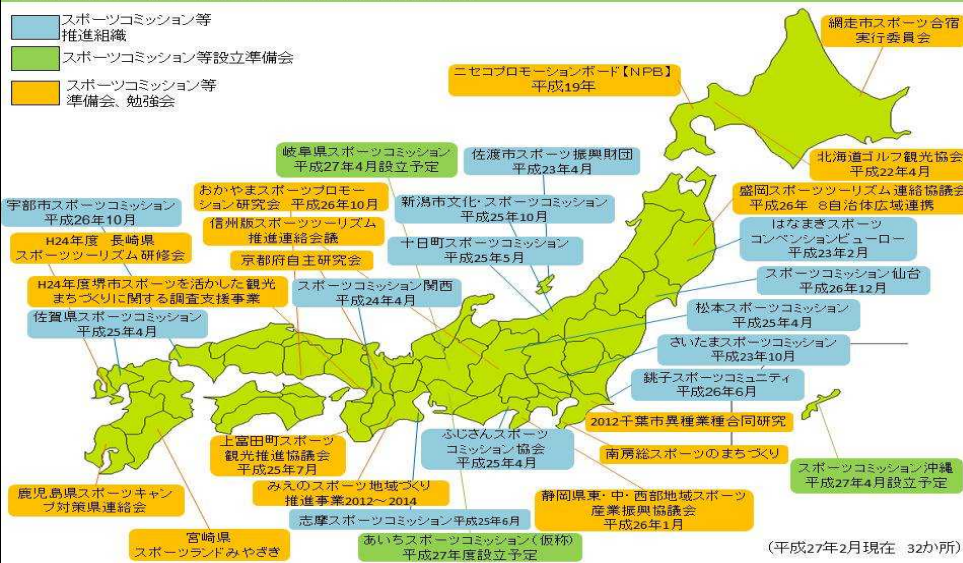 スポーツコミッション等
推進組織
スポーツコミッション等設立準備会
スポーツコミッション等
準備会、勉強会
網走市スポーツ合宿
実行委員会
ニセコプロモーションボード【NPB】
平成19年
岐阜県スポーツコミッション
平成27年4月設立予定
佐渡市スポーツ振興財団
平成23年4月
北海道ゴルフ観光協会
平成22年4月
おかやまスポーツプロモー
ション研究会 平成26年10月
盛岡スポーツツーリズム連絡協議会
平成26年 8自治体広域連携
宇部市スポーツコミッション
平成26年10月
新潟市文化・スポーツコミッション
平成25年10月
信州版スポーツツーリズム
推進連絡会議
はなまきスポーツ
コンベンションビューロー
平成23年2月
H24年度 長崎県
スポーツツーリズム研修会
十日町スポーツコミッション
平成25年5月
京都府自主研究会
H24年度堺市スポーツを活かした観光
まちづくりに関する調査支援事業
スポーツコミッション関西
平成24年4月
スポーツコミッション仙台
平成26年12月
佐賀県スポーツコミッション
平成25年4月
松本スポーツコミッション
平成25年4月
さいたまスポーツコミッション
平成23年10月
銚子スポーツコミュニティ
平成26年6月
2012千葉市異種業種合同研究
上富田町スポーツ
観光推進協議会
平成25年7月
ふじさんスポーツ
コミッション協会
平成25年4月
南房総スポーツのまちづくり
スポーツコミッション沖縄
平成27年4月設立予定
鹿児島県スポーツキャン
プ対策県連絡会
みえのスポーツ地域づくり
推進事業2012～2014
静岡県東・中・西部地域スポーツ
産業振興協議会
平成26年1月
志摩スポーツコミッション平成25年6月
宮崎県
スポーツランドみやざき
あいちスポーツコミッション（仮称）
平成27年度設立予定
（平成27年2月現在 32か所）